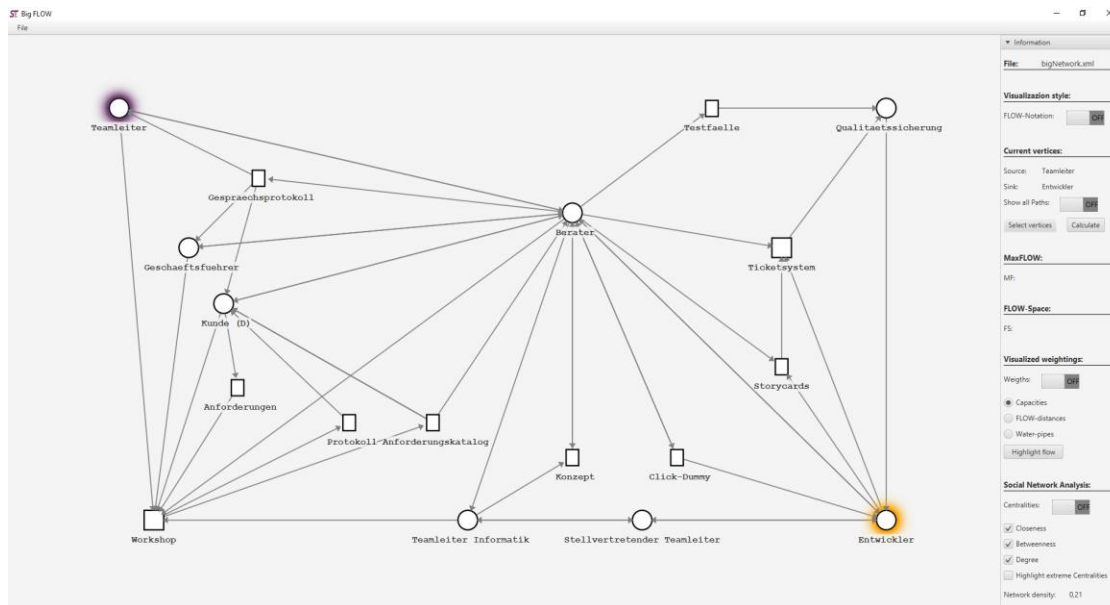 Big FLOW
File
Teamleiter
Testfaelle
Qualitaetssicherung
Gespraechsprotokoll
Berater
Geschaeftsfuehrer
Ticketsystem
Kunde (D)
Storycards
Anforderungen
Protokoll Anforderungskatalog
Konzept
Click-Dummy
Workshop
Teamleiter Informatik
Stellvertretender Teamleiter
Entwickler
Information
File: bigNetwork.xml
Visualizazion style:
FLOW-Notation: OFF
Current vertices:
Source: Teamleiter
Sink: Entwickler
Show all Paths: OFF
Select vertices Calculate
MaxFLOW:
MF:
FLOW-Space:
FS:
Visualized weightings:
Weigths: OFF
Capacities
FLOW-distances
Water-pipes
Highlight flow
Social Network Analysis:
Centralities: OFF
Closeness
Betweenness
Degree
Highlight extreme Centralities
Network density: 0,21